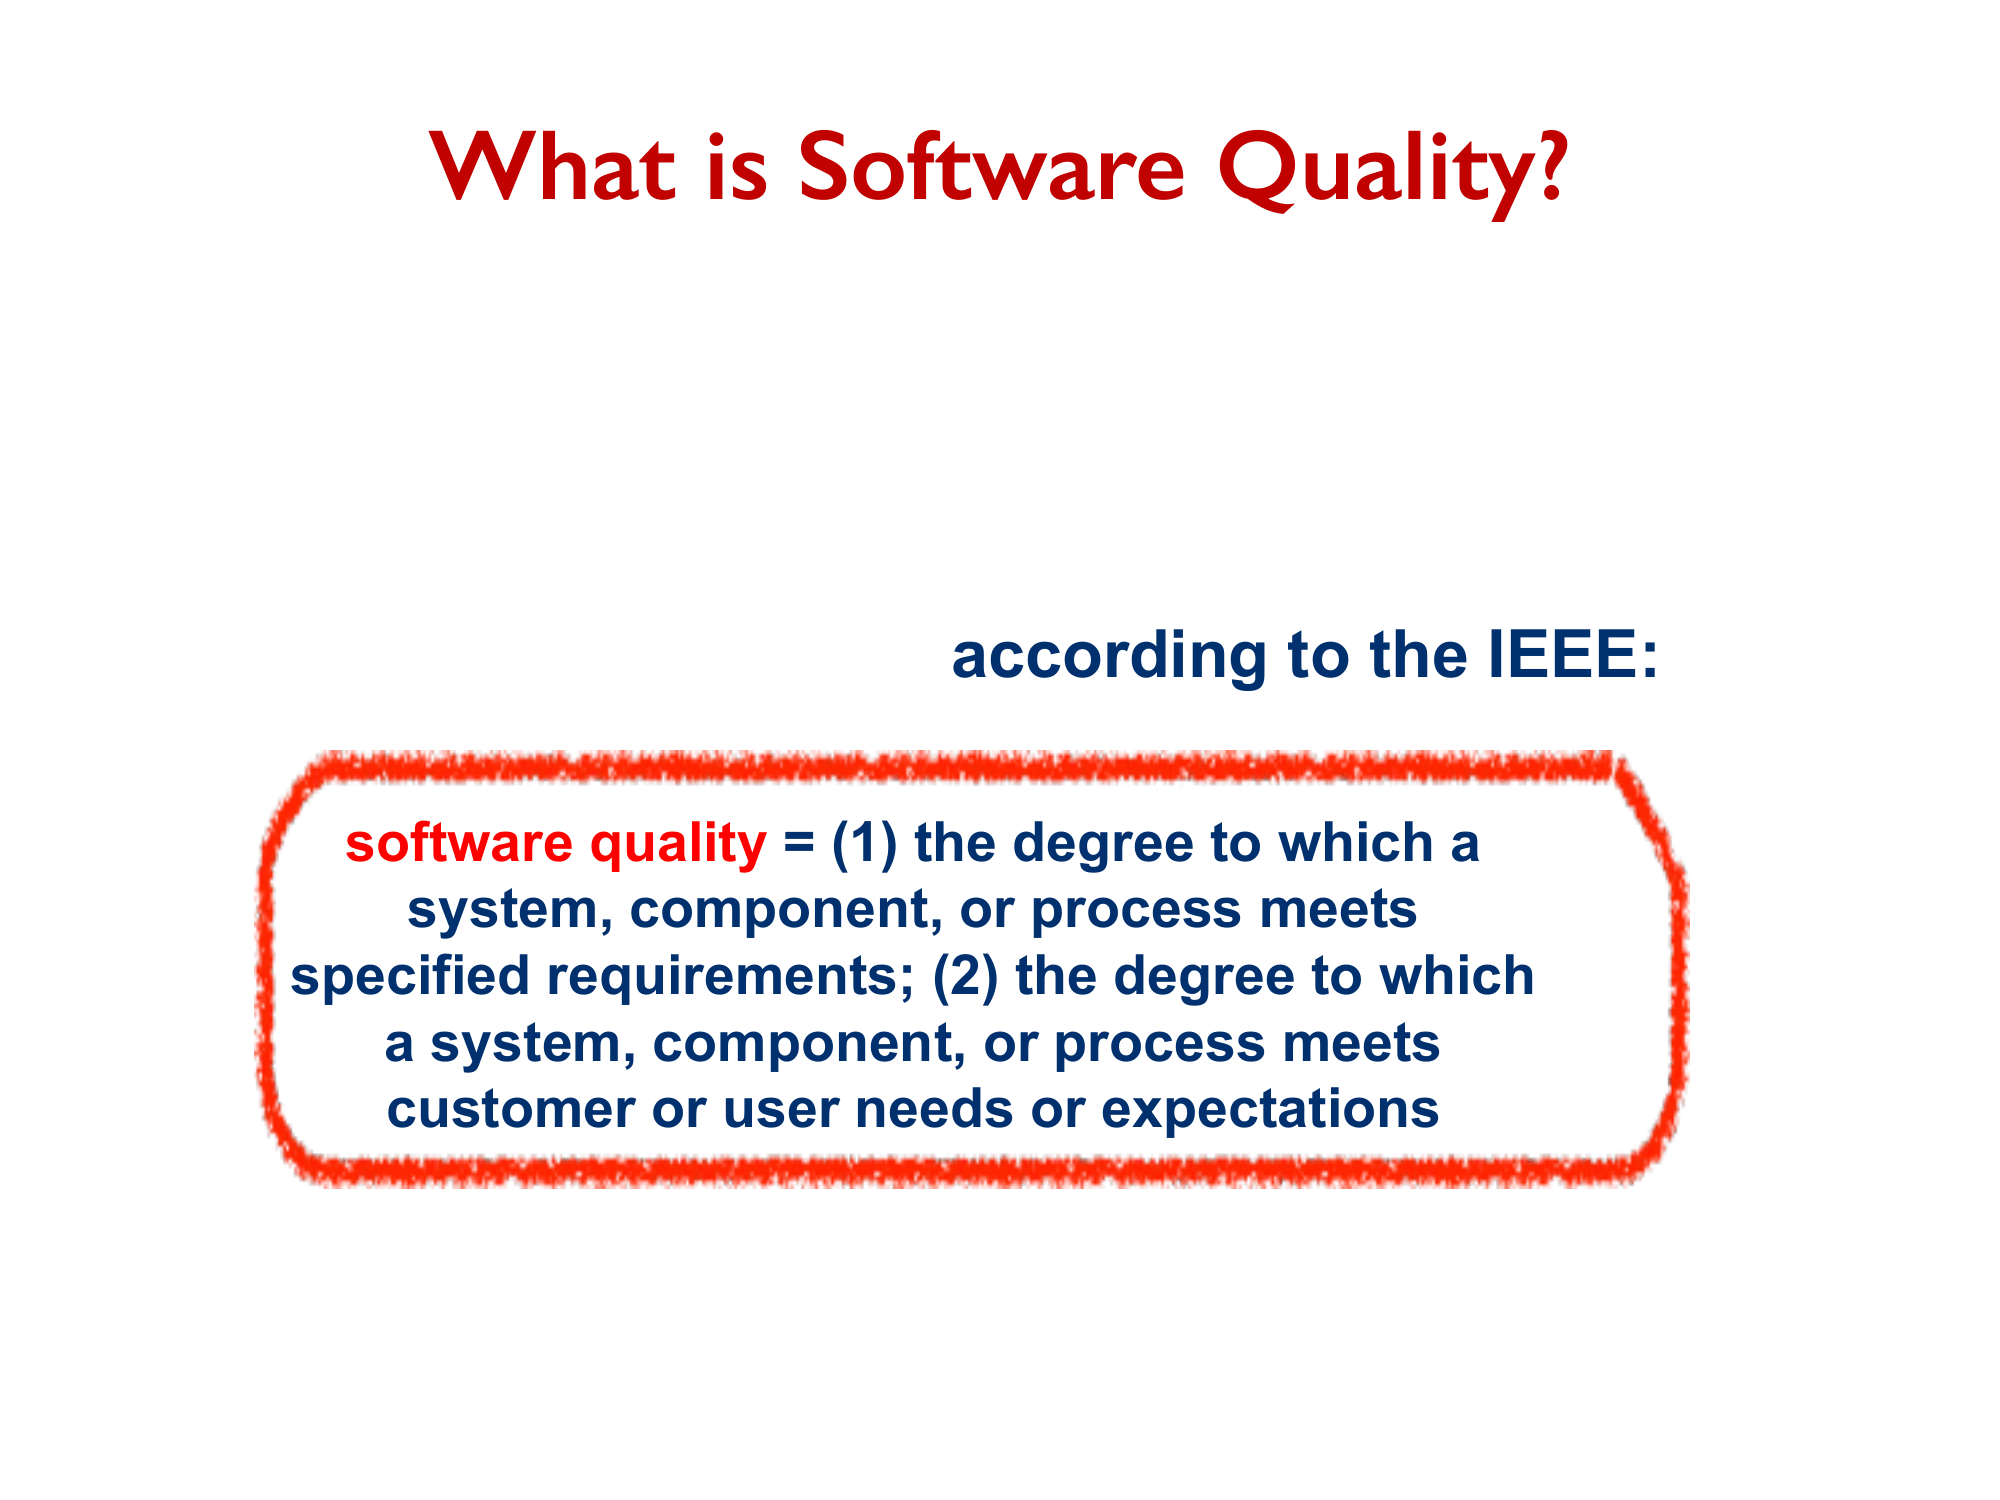 What is Software Quality?
according to the IEEE:
software quality = (1) the degree to which a
system, component, or process meets
specified requirements; (2) the degree to which
a system, component, or process meets
customer or user needs or expectations